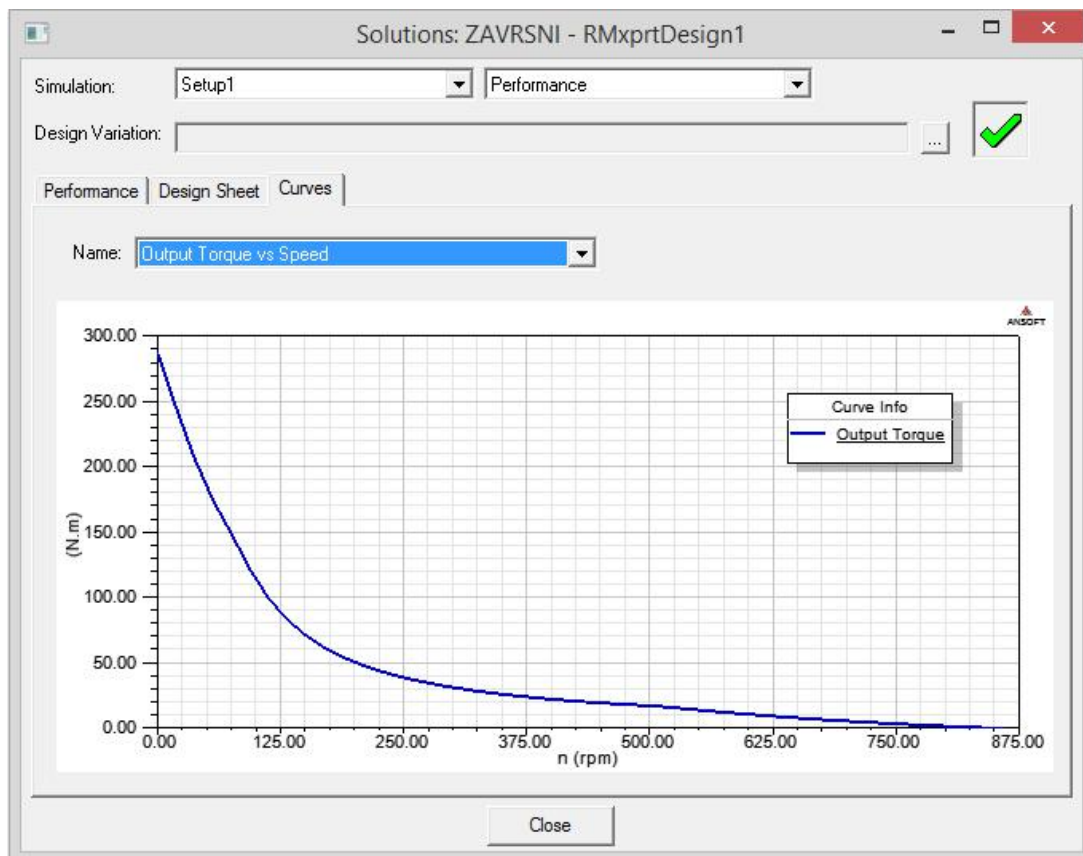 Solutions: ZAVRSNI - RMxprtDesign1
Simulation: Setup1 Performance
Design Variation: ...
Performance Design Sheet Curves
Name: Output Torque vs Speed
ANSOFT
300.00
250.00
200.00
150.00
100.00
50.00
0.00
(N.m)
Curve Info
Output Torque
0.00 125.00 250.00 375.00 500.00 625.00 750.00 875.00
n (rpm)
Close